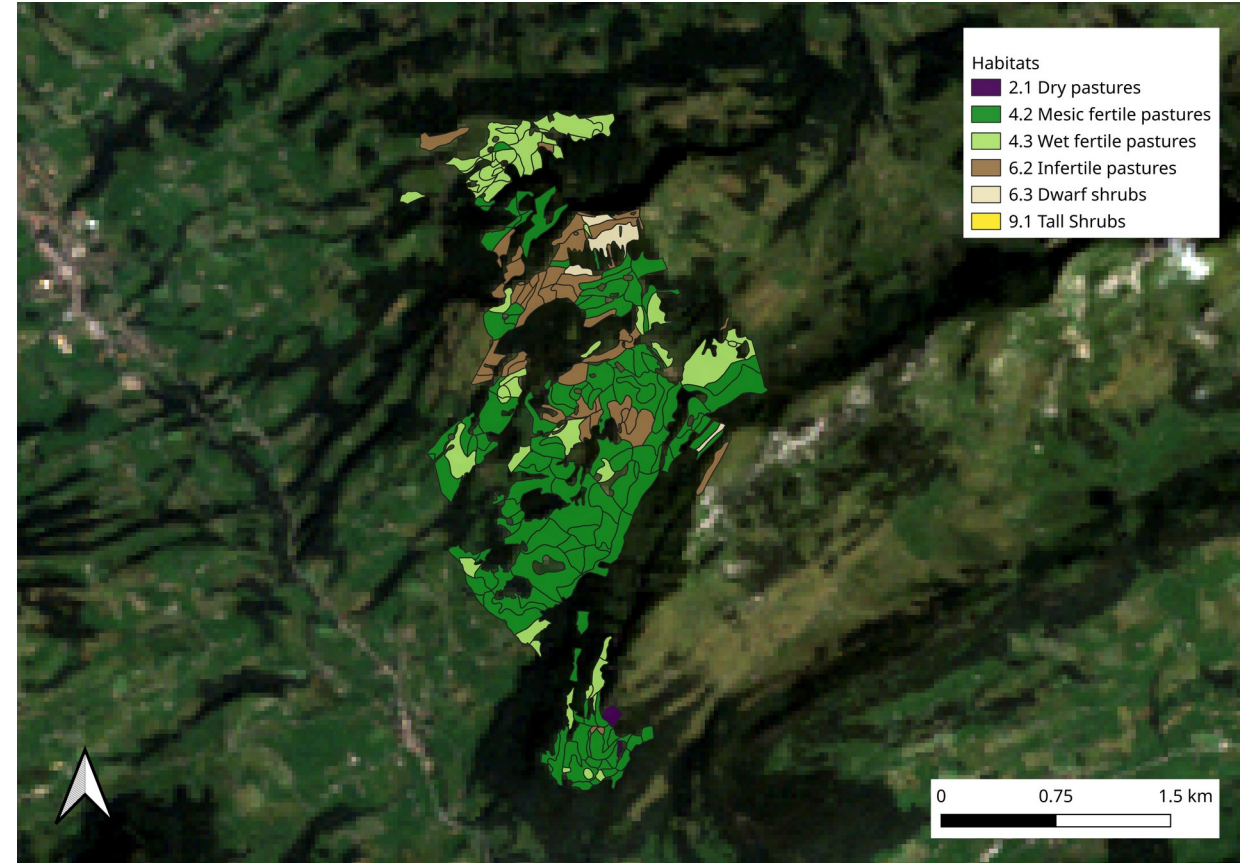 Habitats
2.1 Dry pastures
4.2 Mesic fertile pastures
4.3 Wet fertile pastures
6.2 Infertile pastures
6.3 Dwarf shrubs
9.1 Tall Shrubs
0 0.75 1.5 km